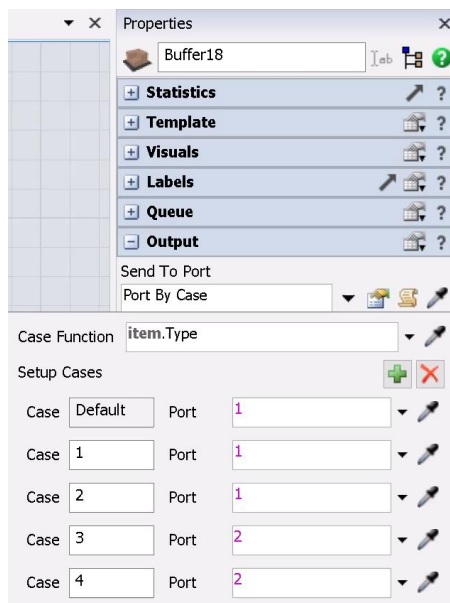 Properties
Buffer18
ab
Statistics
?
Template
?
Visuals
?
Labels
?
Queue
?
Output
?
Send To Port
Port By Case
Case Function item.Type
Setup Cases
Case Default Port 1
Case 1 Port 1
Case 2 Port 1
Case 3 Port 2
Case 4 Port 2